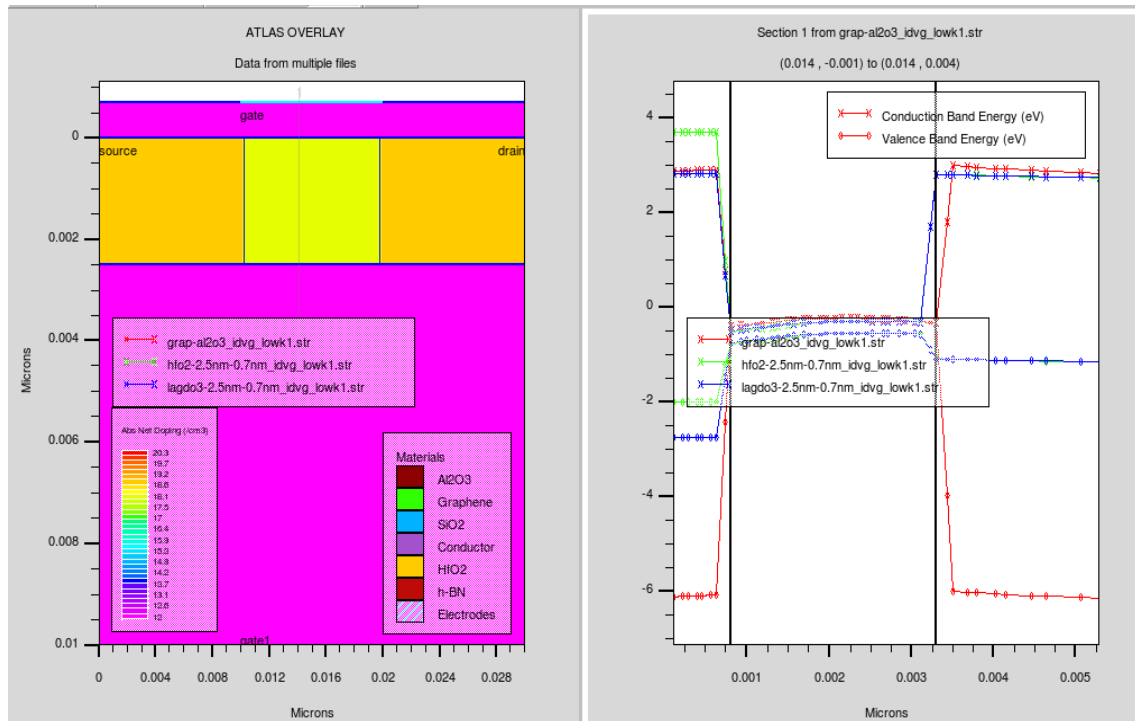 ATLAS OVERLAY
Data from multiple files
gate
0
source
drain
0.002
0.004
0.006
0.008
0.01
Microns
grap-al2o3_idvg_lowk1.str
hfo2-2.5nm-0.7nm_idvg_lowk1.str
lagdo3-2.5nm-0.7nm_idvg_lowk1.str
Abs Net Doping (/cm3)
20.3
19.7
19.2
18.6
18.1
17.5
17
16.4
15.9
15.3
14.8
14.2
13.7
13.1
12.6
12
Materials
Al2O3
Graphene
SiO2
Conductor
HfO2
h-BN
Electrodes
gate1
0
0.004
0.008
0.012
0.016
0.02
0.024
0.028
Microns
Section 1 from grap-al2o3_idvg_lowk1.str
(0.014 , -0.001) to (0.014 , 0.004)
Conduction Band Energy (eV)
Valence Band Energy (eV)
4
2
0
-2
-4
-6
grap-al2o3_idvg_lowk1.str
hfo2-2.5nm-0.7nm_idvg_lowk1.str
lagdo3-2.5nm-0.7nm_idvg_lowk1.str
0.001
0.002
0.003
0.004
0.005
Microns